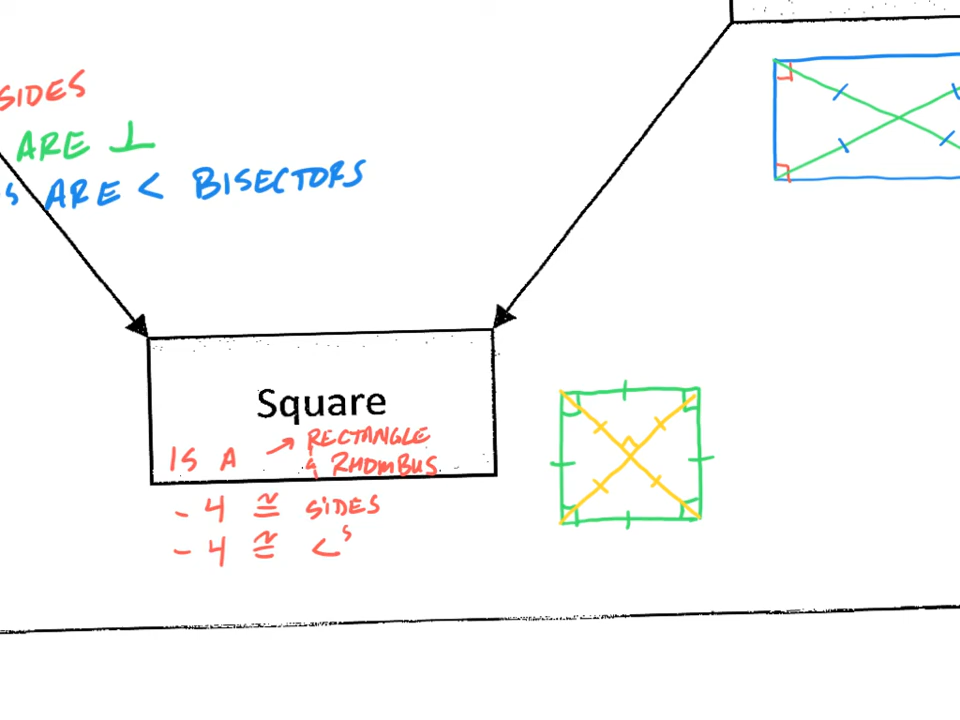 SIDES
ARE ⊥
S ARE < BISECTORS
Square
IS A → RECTANGLE
& RHOMBUS
- 4 ≅ SIDES
- 4 ≅ <s